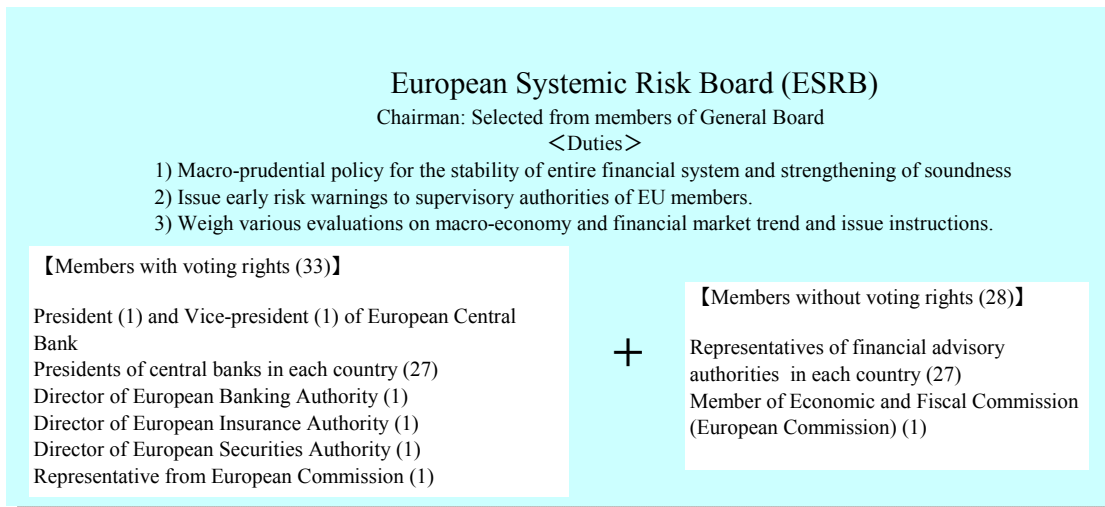 European Systemic Risk Board (ESRB)
Chairman: Selected from members of General Board
＜Duties＞
1) Macro-prudential policy for the stability of entire financial system and strengthening of soundness
2) Issue early risk warnings to supervisory authorities of EU members.
3) Weigh various evaluations on macro-economy and financial market trend and issue instructions.
【Members with voting rights (33)】
President (1) and Vice-president (1) of European Central
Bank
Presidents of central banks in each country (27)
Director of European Banking Authority (1)
Director of European Insurance Authority (1)
Director of European Securities Authority (1)
Representative from European Commission (1)
＋
【Members without voting rights (28)】
Representatives of financial advisory
authorities in each country (27)
Member of Economic and Fiscal Commission
(European Commission) (1)